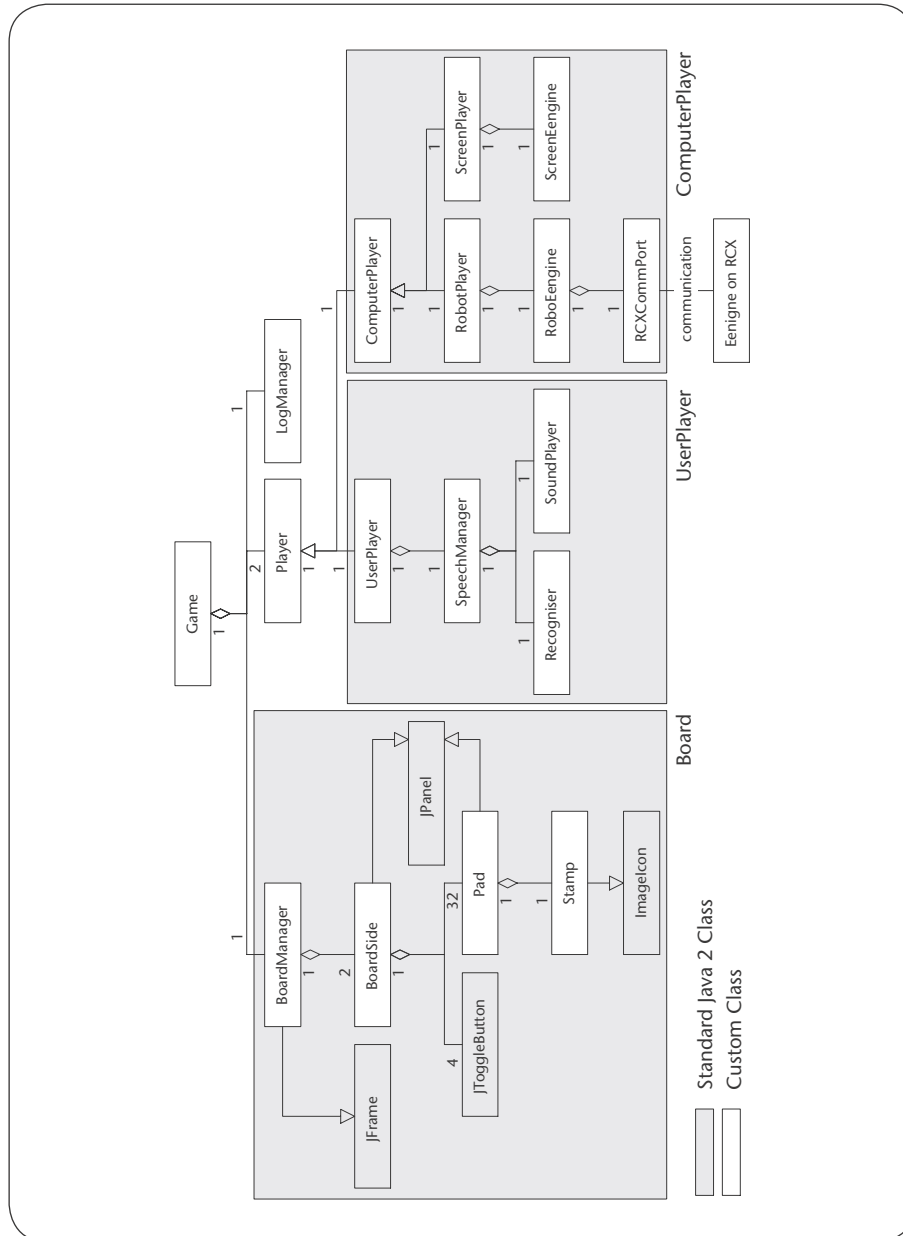 Game
1
1
2
1
BoardManager
Player
LogManager
1
1
1
1
JFrame
2
BoardSide
1
UserPlayer
1
ComputerPlayer
1
JPanel
4
32
1
1
1
JToggleButton
Pad
1
SpeechManager
1
RobotPlayer
1
ScreenPlayer
1
1
1
1
1
1
Stamp
Recogniser
SoundPlayer
RoboEengine
1
ScreenEengine
1
ImageIcon
RCXCommPort
Board
UserPlayer
ComputerPlayer
communication
Eenigne on RCX
Standard Java 2 Class
Custom Class